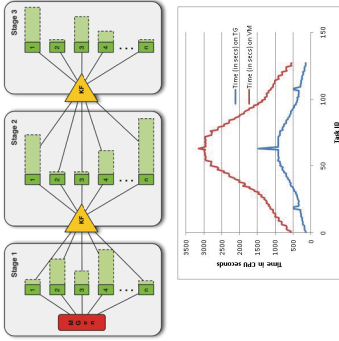 Stage 1
M G e n
1
2
3
4
n
KF
Stage 2
1
2
3
4
n
KF
Stage 3
1
2
3
4
n
Time in CPU seconds
3500
3000
2500
2000
1500
1000
500
0
Time (in secs) on TG
Time (in secs) on VM
0
50
100
150
Task ID